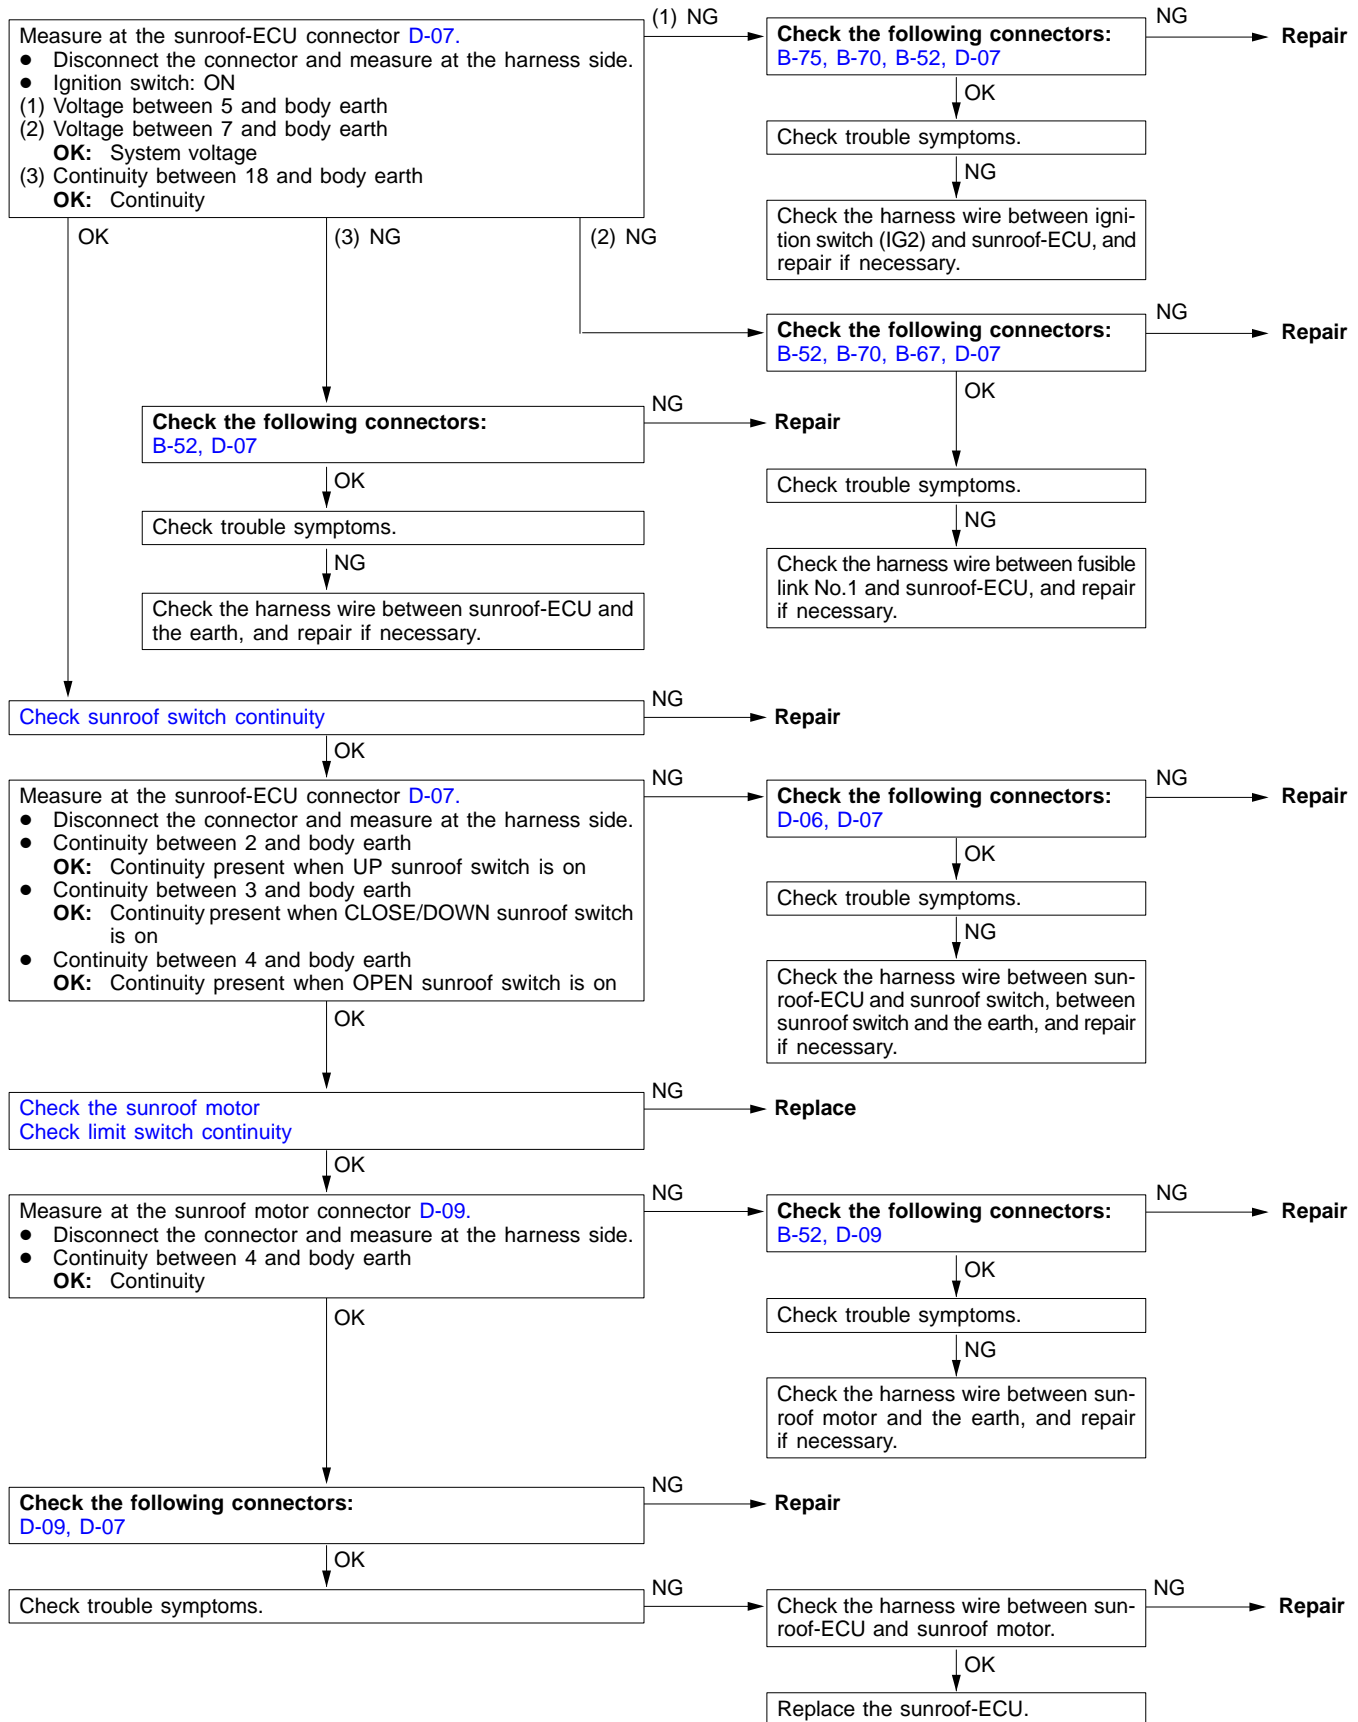 Measure at the sunroof-ECU connector D-07.
● Disconnect the connector and measure at the harness side.
● Ignition switch: ON
(1) Voltage between 5 and body earth
(2) Voltage between 7 and body earth
OK: System voltage
(3) Continuity between 18 and body earth
OK: Continuity
(1) NG
Check the following connectors:
B-75, B-70, B-52, D-07
NG
Repair
OK
Check trouble symptoms.
NG
Check the harness wire between igni-
tion switch (IG2) and sunroof-ECU, and
repair if necessary.
OK
(3) NG
(2) NG
Check the following connectors:
B-52, B-70, B-67, D-07
NG
Repair
OK
Check trouble symptoms.
NG
Check the harness wire between fusible
link No.1 and sunroof-ECU, and repair
if necessary.
Check the following connectors:
B-52, D-07
NG
Repair
OK
Check trouble symptoms.
NG
Check the harness wire between sunroof-ECU and
the earth, and repair if necessary.
Check sunroof switch continuity
NG
Repair
OK
Measure at the sunroof-ECU connector D-07.
● Disconnect the connector and measure at the harness side.
● Continuity between 2 and body earth
OK: Continuity present when UP sunroof switch is on
● Continuity between 3 and body earth
OK: Continuity present when CLOSE/DOWN sunroof switch
is on
● Continuity between 4 and body earth
OK: Continuity present when OPEN sunroof switch is on
NG
Check the following connectors:
D-06, D-07
NG
Repair
OK
Check trouble symptoms.
NG
Check the harness wire between sun-
roof-ECU and sunroof switch, between
sunroof switch and the earth, and repair
if necessary.
OK
Check the sunroof motor
Check limit switch continuity
NG
Replace
OK
Measure at the sunroof motor connector D-09.
● Disconnect the connector and measure at the harness side.
● Continuity between 4 and body earth
OK: Continuity
NG
Check the following connectors:
B-52, D-09
NG
Repair
OK
Check trouble symptoms.
NG
Check the harness wire between sun-
roof motor and the earth, and repair
if necessary.
OK
Check the following connectors:
D-09, D-07
NG
Repair
OK
Check trouble symptoms.
NG
Check the harness wire between sun-
roof-ECU and sunroof motor.
NG
Repair
OK
Replace the sunroof-ECU.